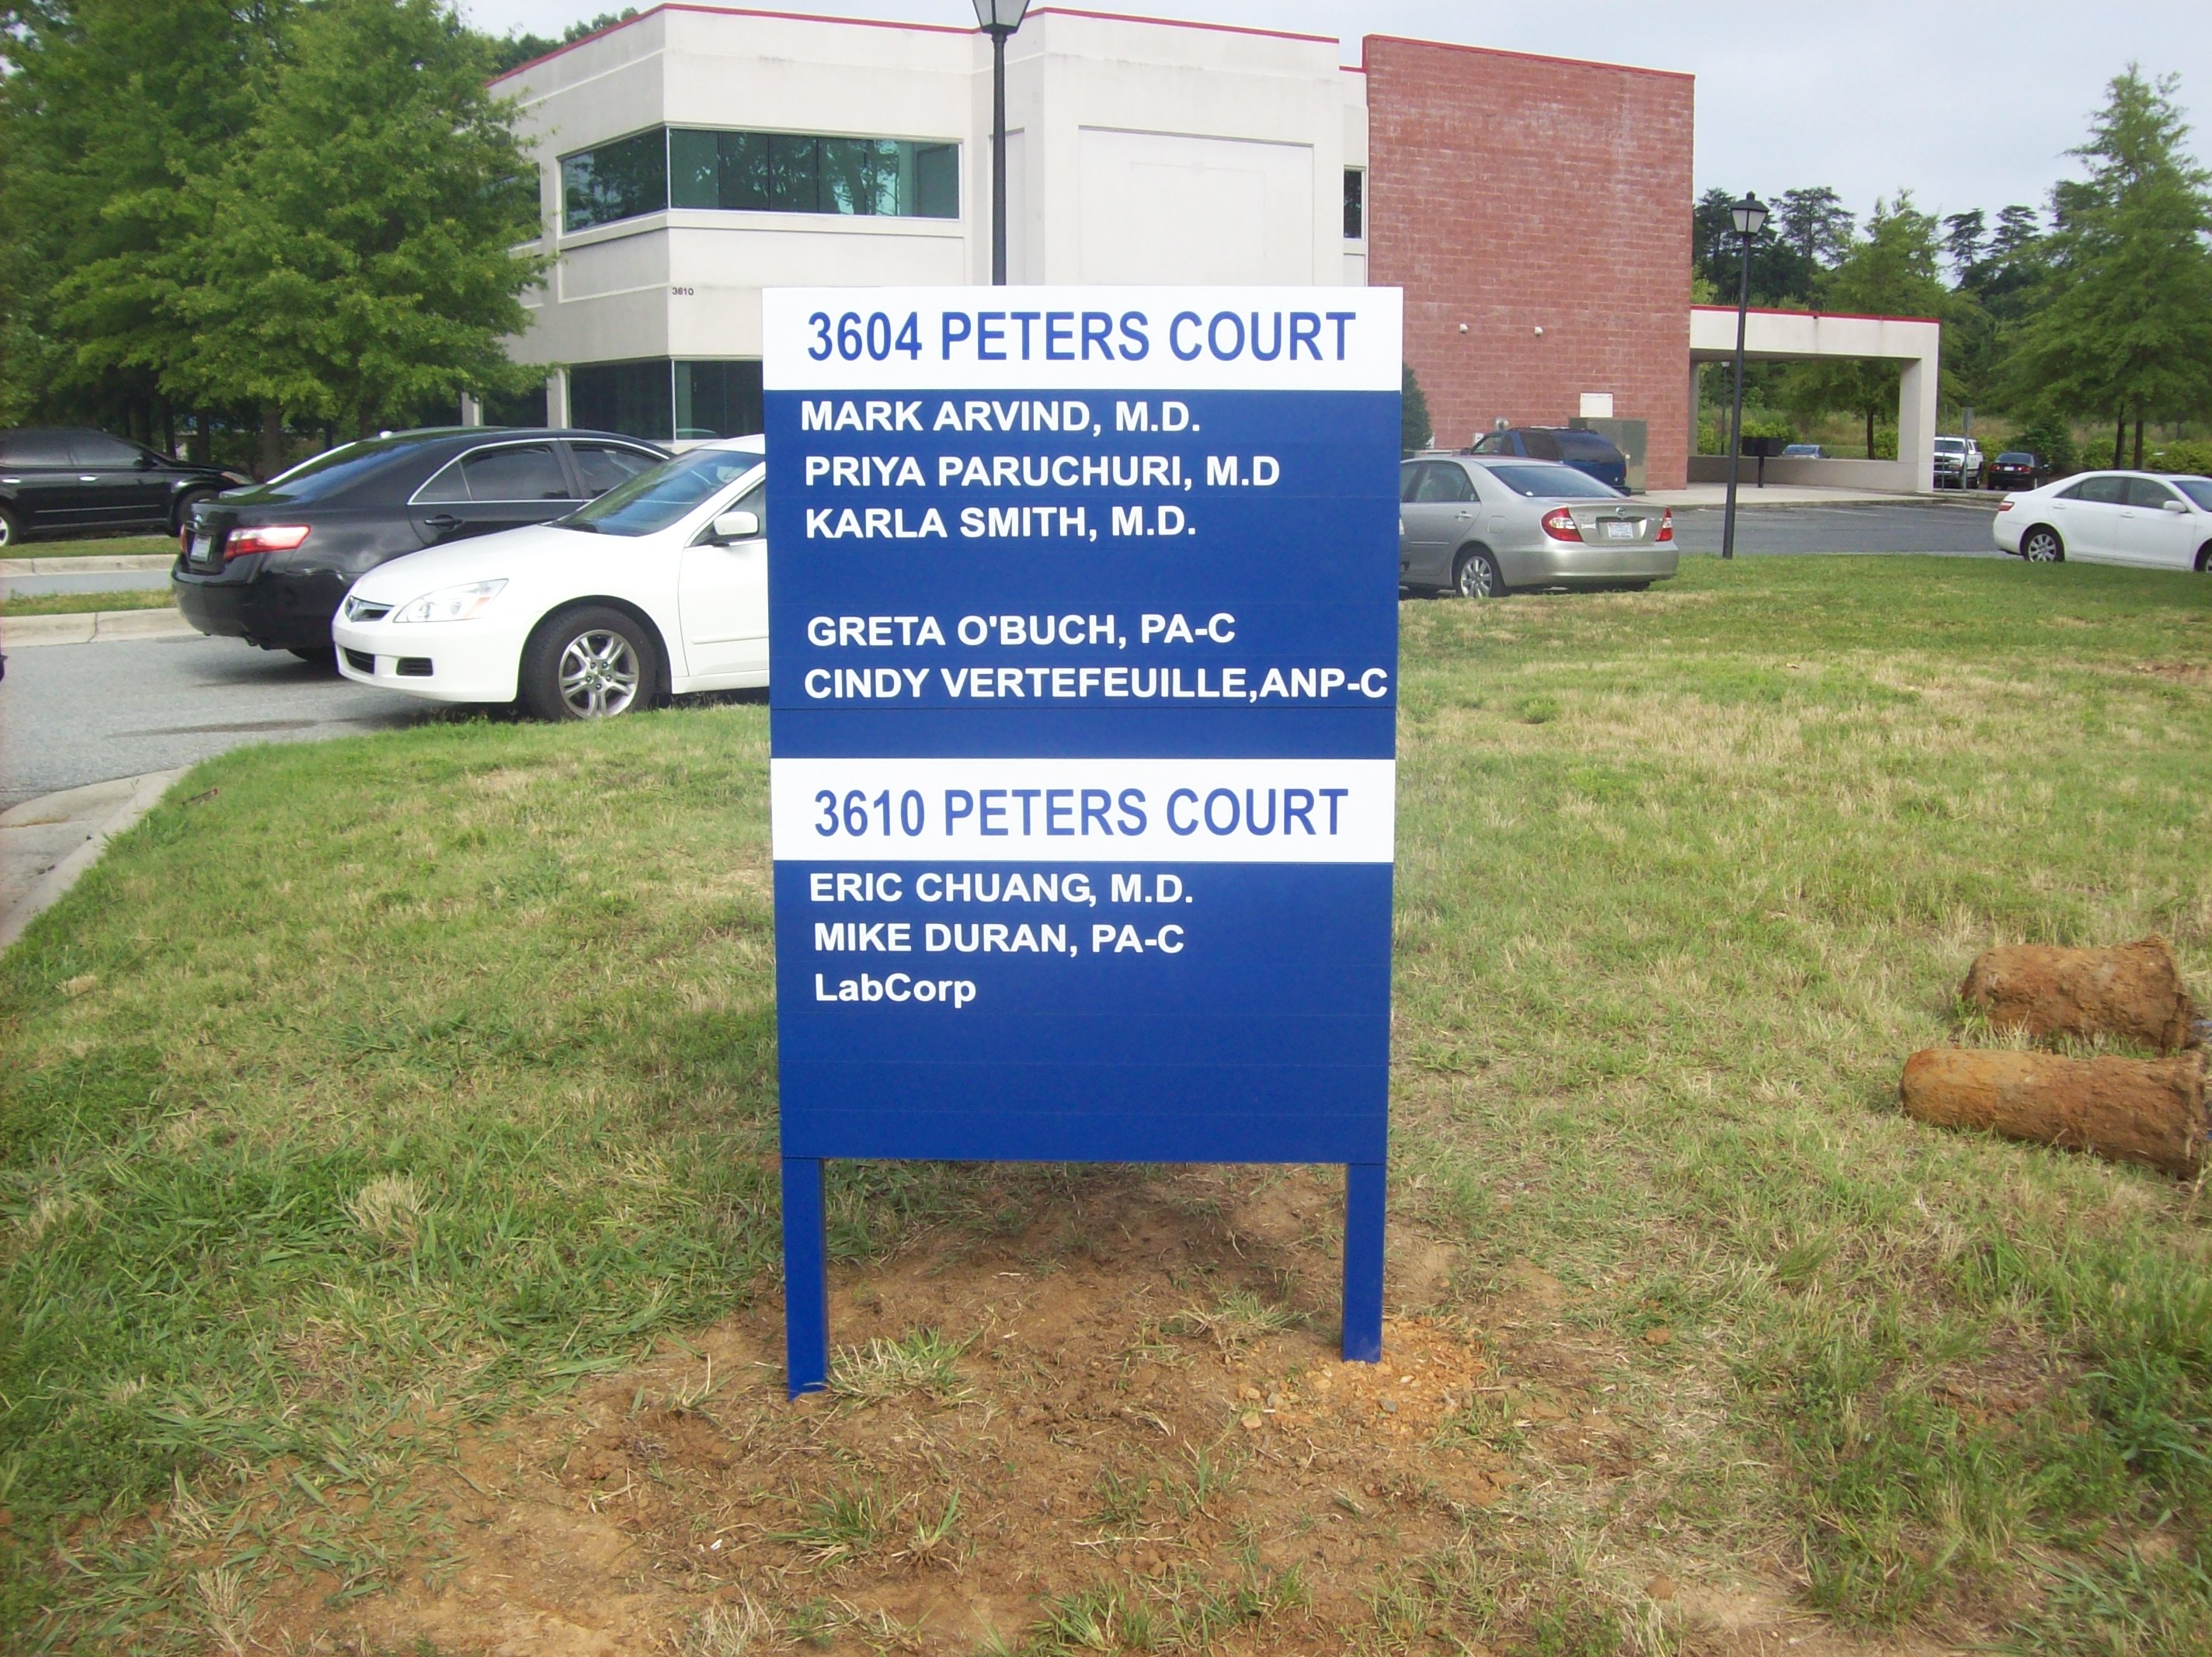 3610
3604 PETERS COURT
MARK ARVIND, M.D.
PRIYA PARUCHURI, M.D
KARLA SMITH, M.D.
GRETA O'BUCH, PA-C
CINDY VERTEFEUILLE,ANP-C
3610 PETERS COURT
ERIC CHUANG, M.D.
MIKE DURAN, PA-C
LabCorp